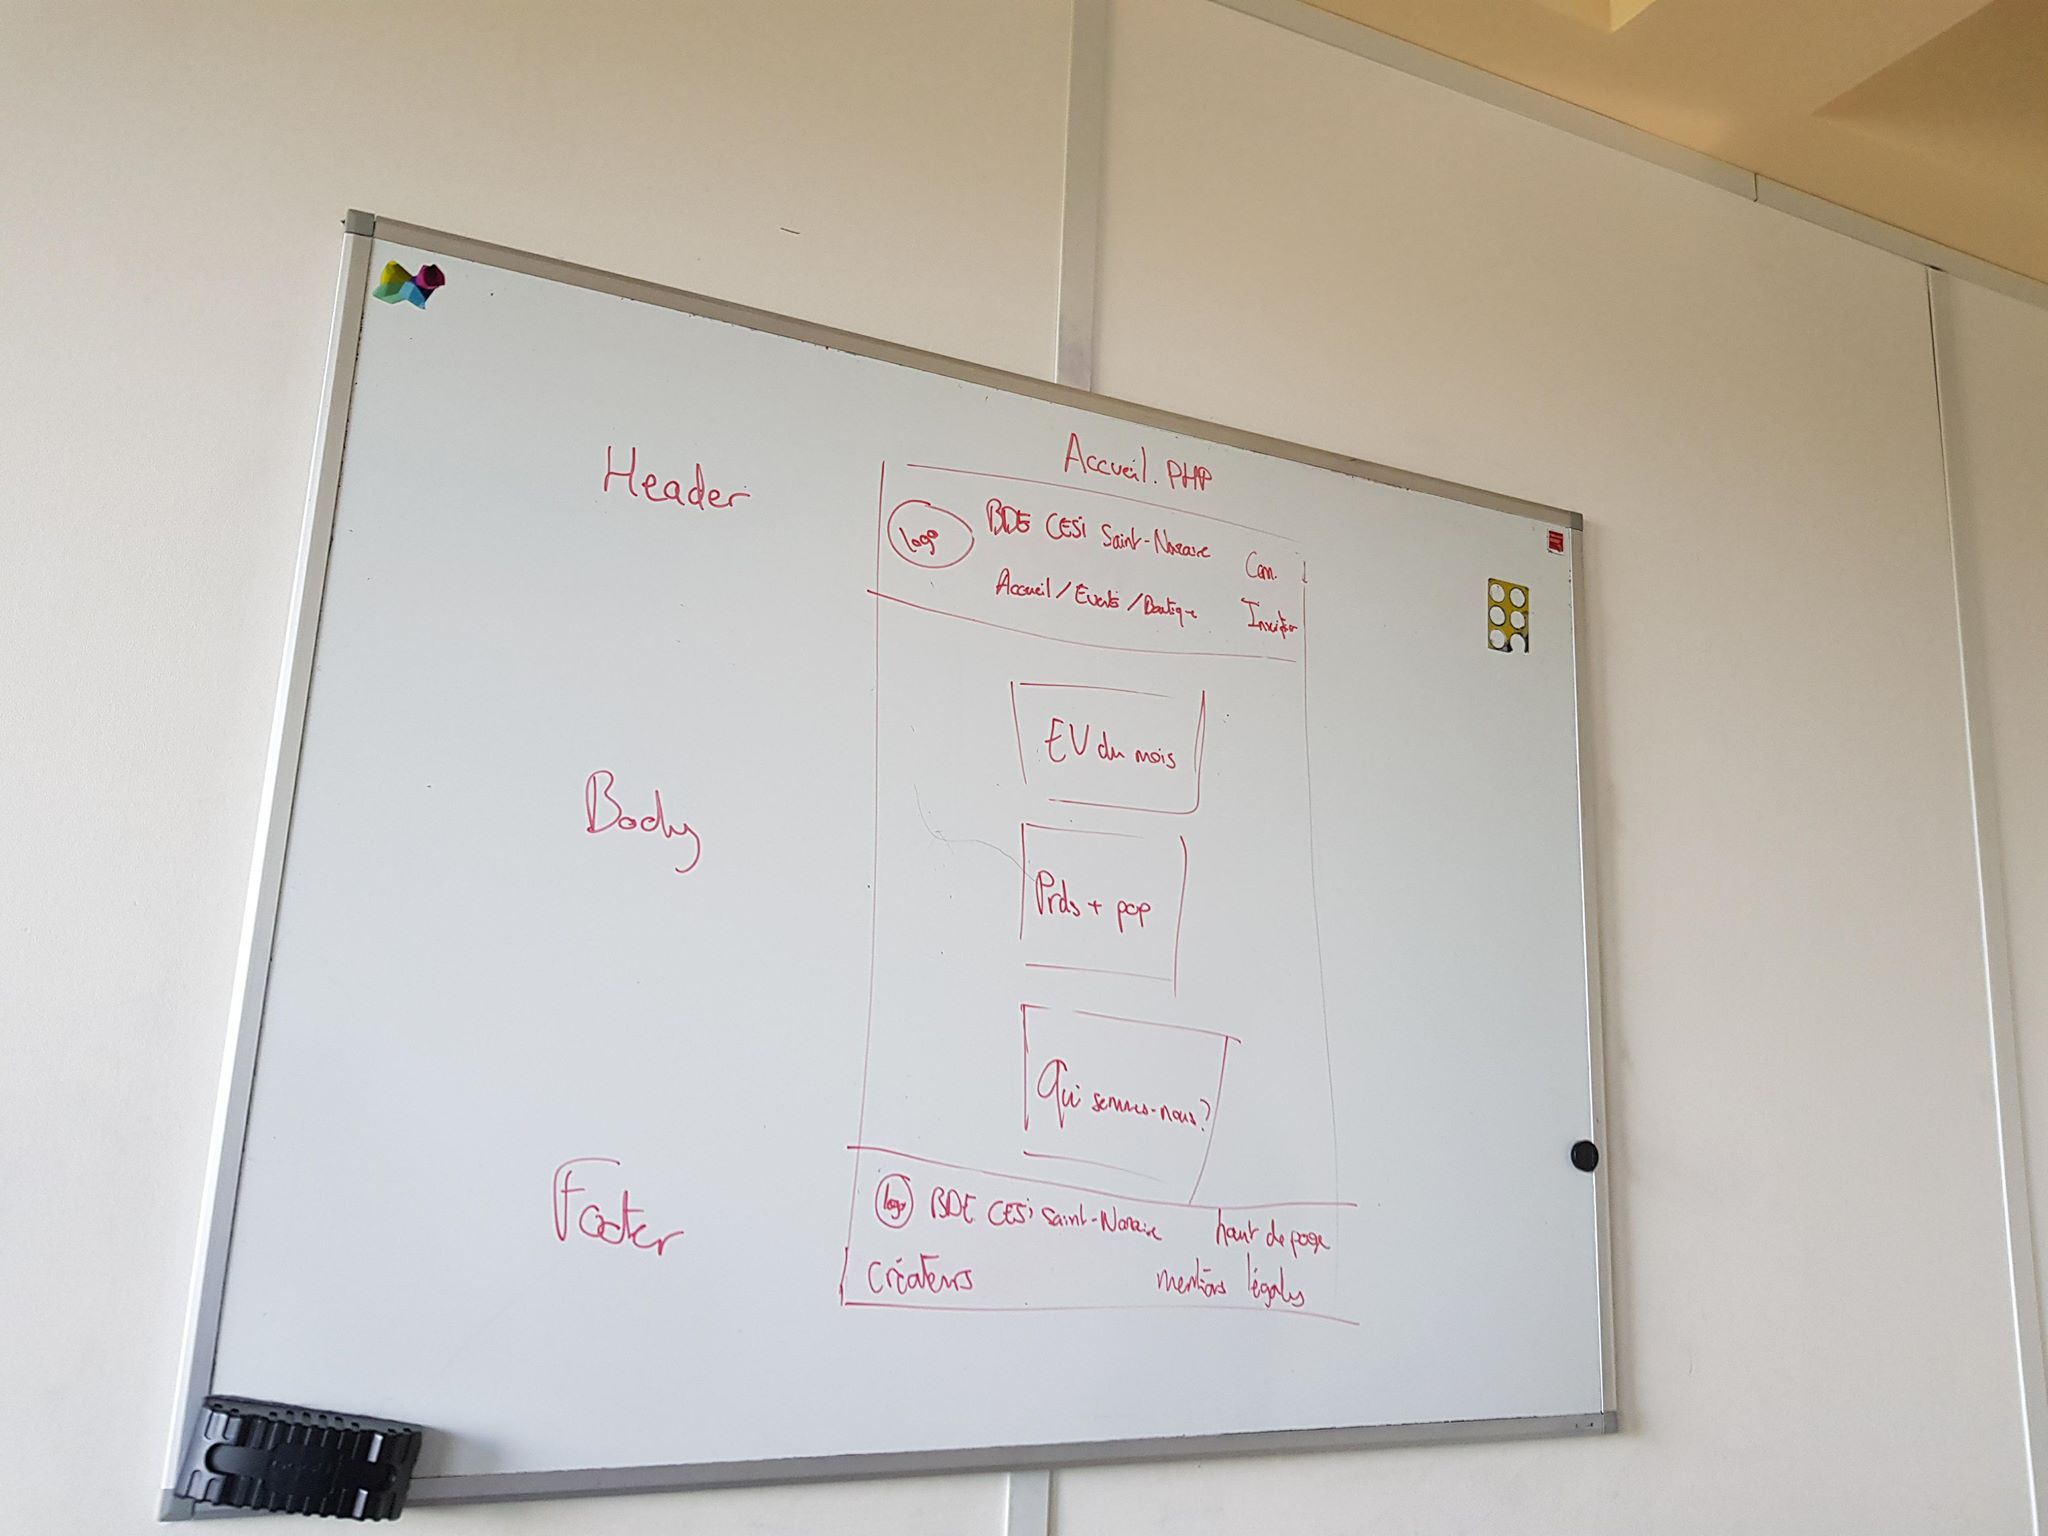 Accueil. PHP
Header
logo
BDE CESi Saint-Nazaire
Accueil / Events / Boutique
Con.
Inscription
Body
EV du mois
Prds + pop
Qui sommes-nous?
Footer
logo
BDE CESi Saint-Nazaire
haut de page
Créateurs
mentions légales